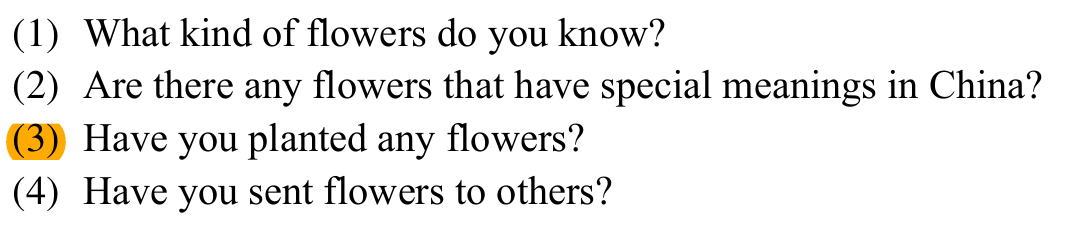 (1) What kind of flowers do you know?
(2) Are there any flowers that have special meanings in China?
(3) Have you planted any flowers?
(4) Have you sent flowers to others?